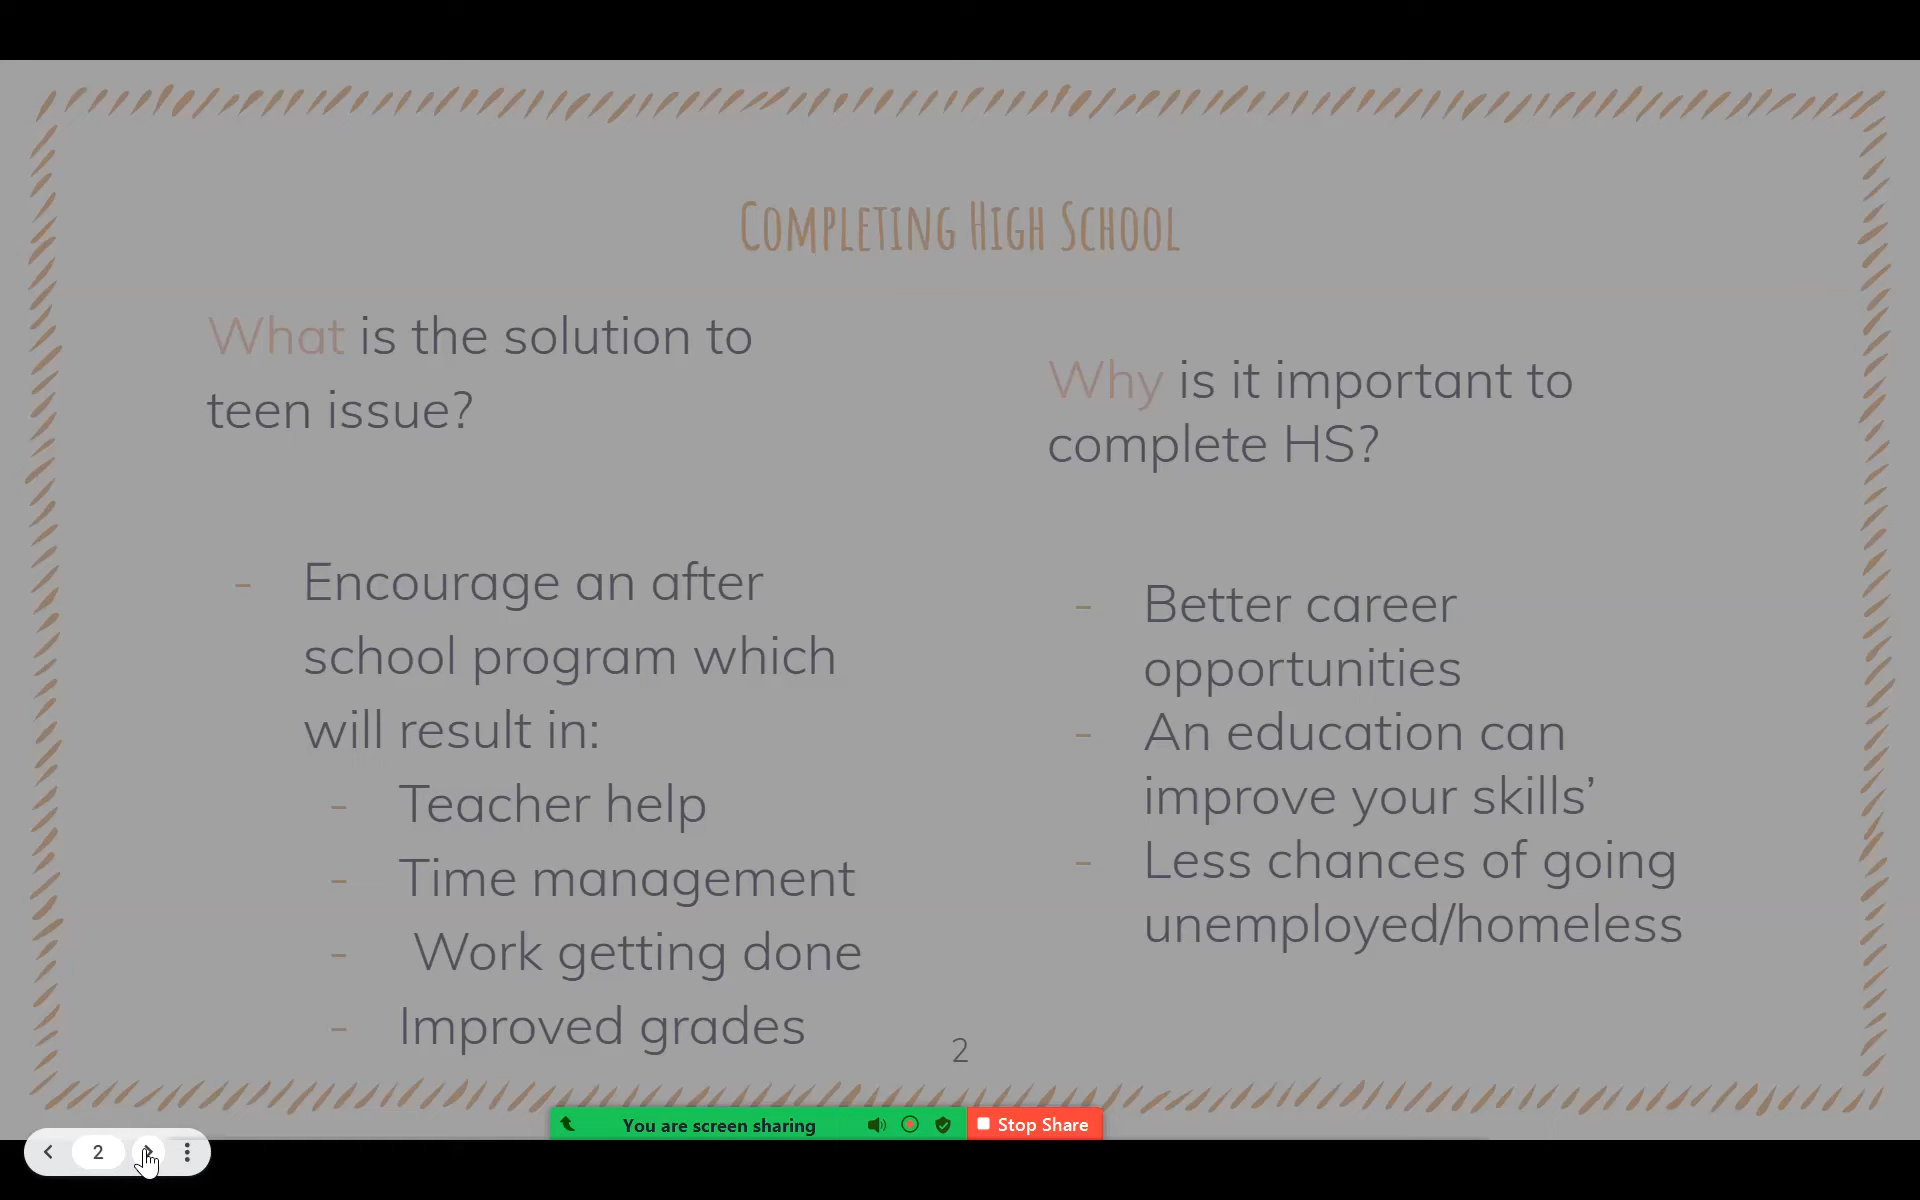 Completing High School
What is the solution to
teen issue?
- Encourage an after
school program which
will result in:
- Teacher help
- Time management
- Work getting done
- Improved grades
Why is it important to
complete HS?
- Better career
opportunities
- An education can
improve your skills’
- Less chances of going
unemployed/homeless
2
You are screen sharing
Stop Share
2